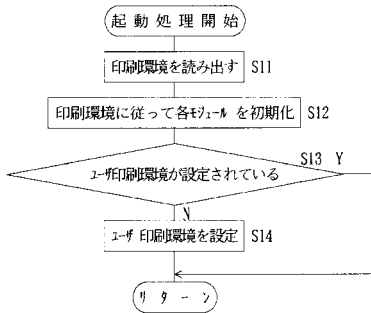 起動処理開始
印刷環境を読み出す S11
印刷環境に従って各モジュールを初期化 S12
S13 Y
ユーザ印刷環境が設定されている
N
ユーザ印刷環境を設定 S14
リターン